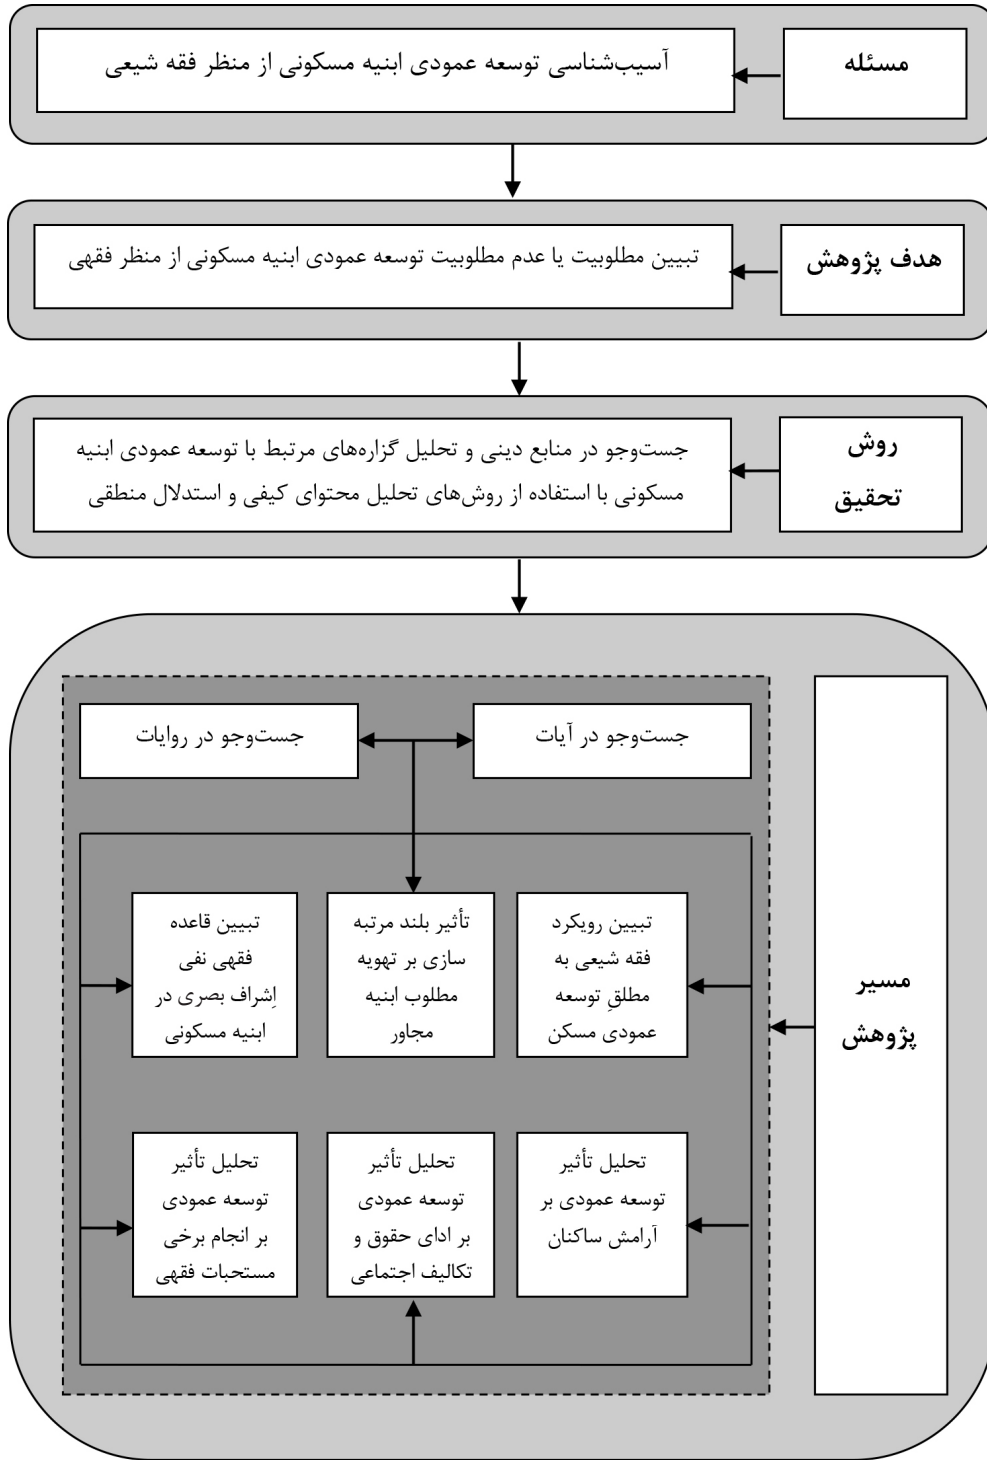 مسئله
آسیب‌شناسی توسعه عمودی ابنیه مسکونی از منظر فقه شیعی
هدف پژوهش
تبیین مطلوبیت یا عدم مطلوبیت توسعه عمودی ابنیه مسکونی از منظر فقهی
روش
تحقیق
جست‌وجو در منابع دینی و تحلیل گزاره‌های مرتبط با توسعه عمودی ابنیه
مسکونی با استفاده از روش‌های تحلیل محتوای کیفی و استدلال منطقی
مسیر
پژوهش
جست‌وجو در آیات
جست‌وجو در روایات
تبیین رویکرد
فقه شیعی به
مطلقِ توسعه
عمودی مسکن
تأثیر بلند مرتبه
سازی بر تهویه
مطلوب ابنیه
مجاور
تبیین قاعده
فقهی نفی
اِشراف بصری در
ابنیه مسکونی
تحلیل تأثیر
توسعه عمودی بر
آرامش ساکنان
تحلیل تأثیر
توسعه عمودی
بر ادای حقوق و
تکالیف اجتماعی
تحلیل تأثیر
توسعه عمودی
بر انجام برخی
مستحبات فقهی